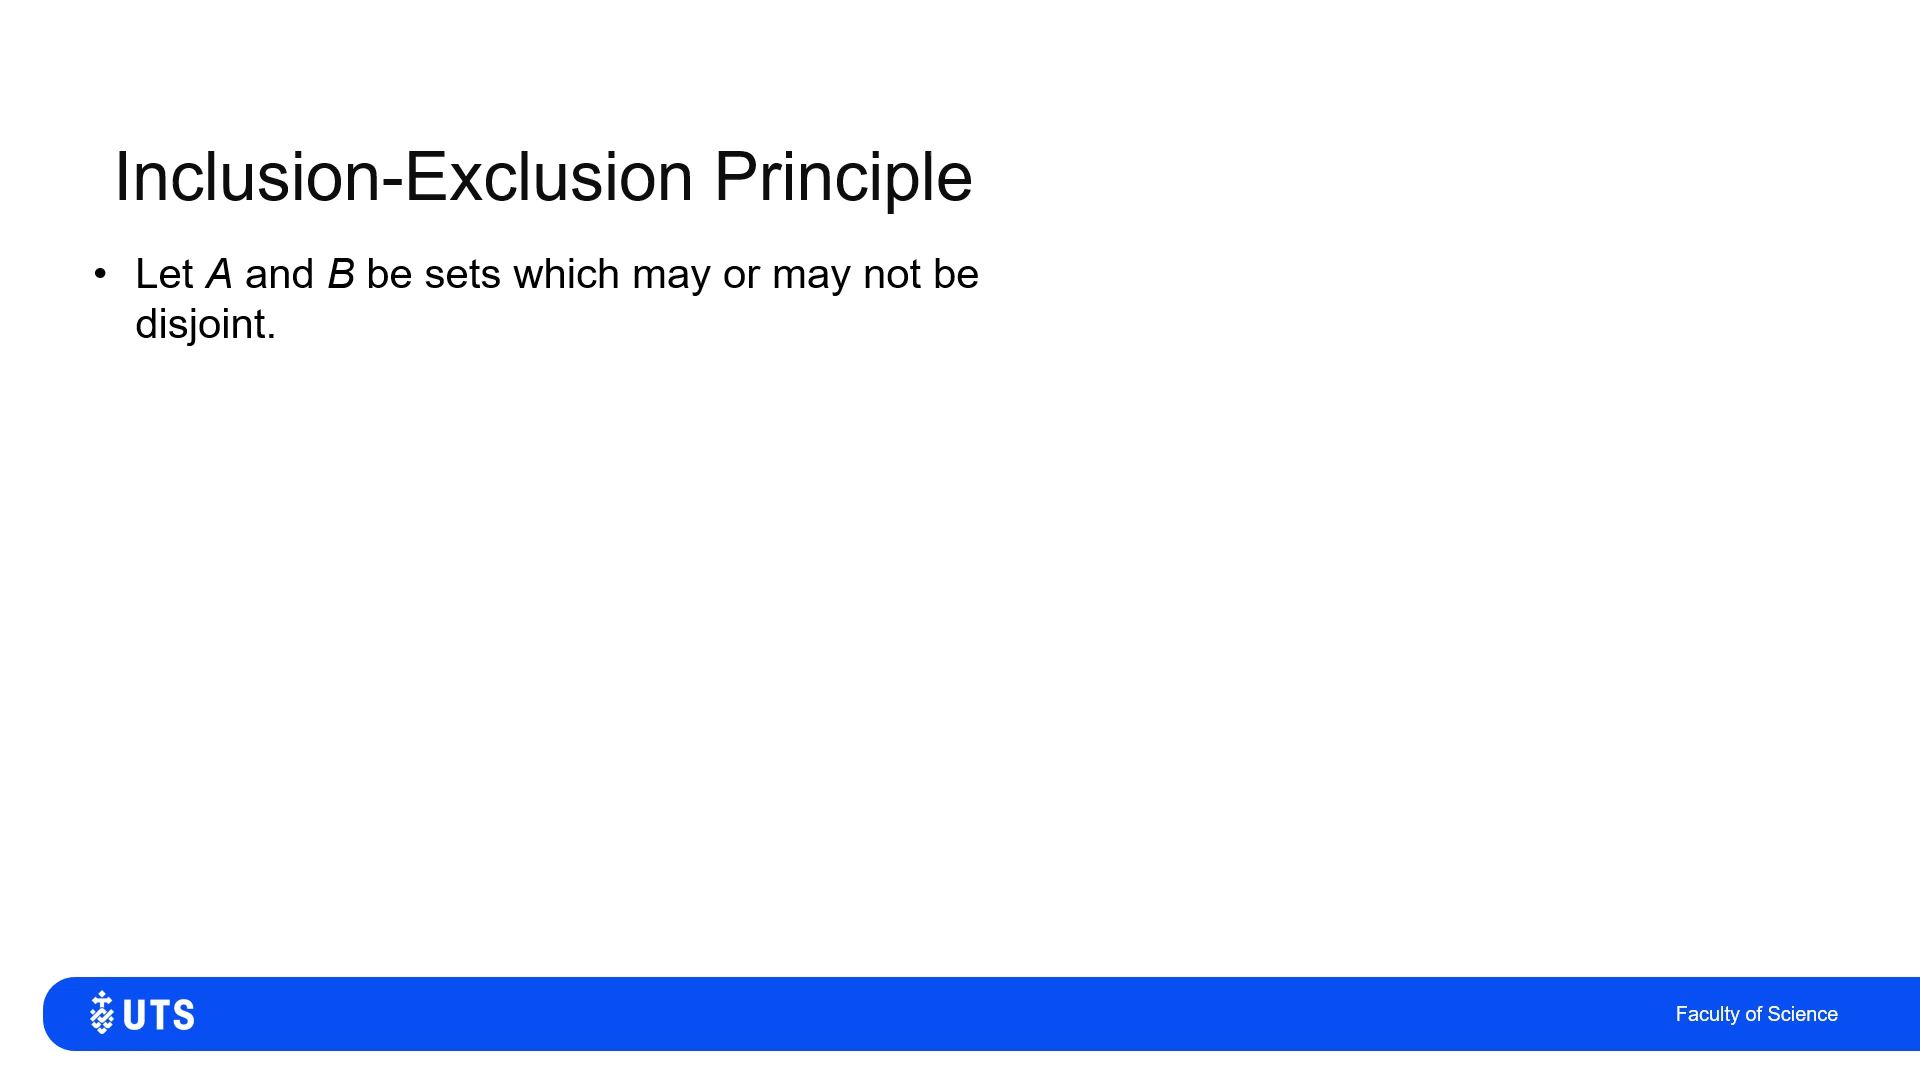 Inclusion-Exclusion Principle
• Let A and B be sets which may or may not be
disjoint.
UTS
Faculty of Science